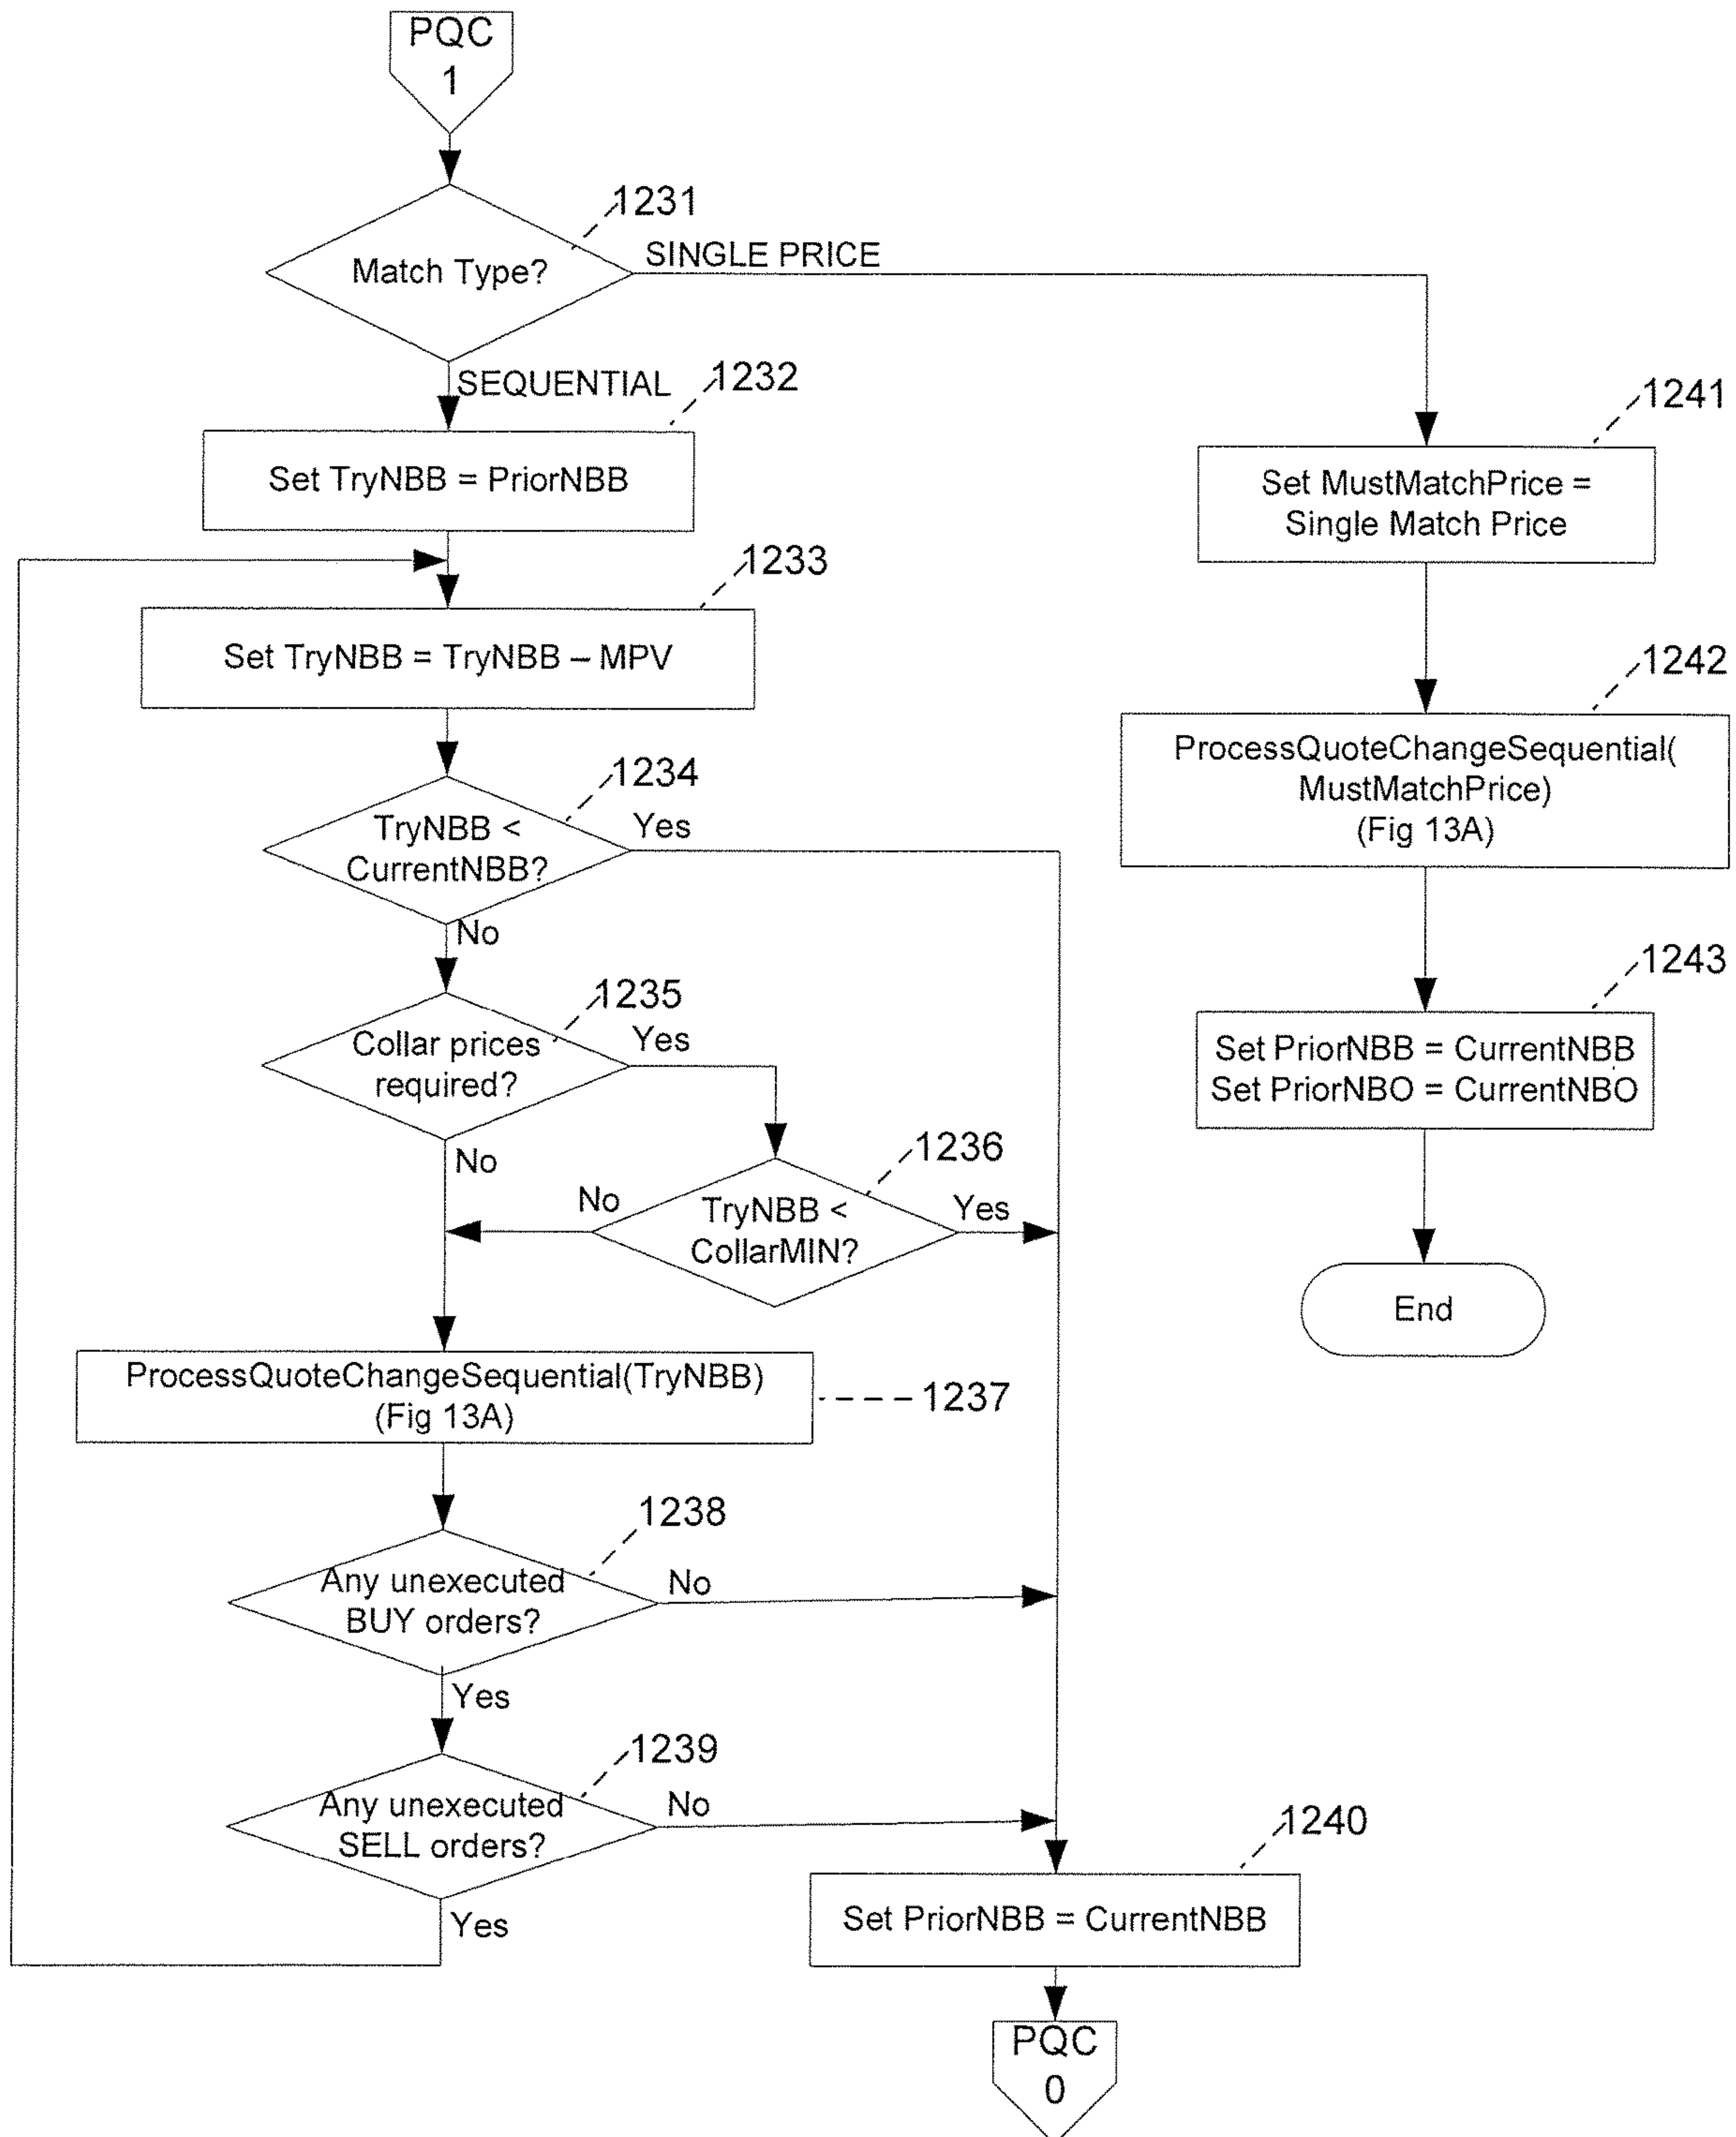 PQC
1
1231
Match Type?
SINGLE PRICE
SEQUENTIAL
1232
Set TryNBB = PriorNBB
1233
Set TryNBB = TryNBB – MPV
1234
TryNBB <
CurrentNBB?
Yes
No
1235
Collar prices
required?
Yes
No
1236
TryNBB <
CollarMIN?
No
Yes
ProcessQuoteChangeSequential(TryNBB)
(Fig 13A)
1237
1238
Any unexecuted
BUY orders?
No
Yes
1239
Any unexecuted
SELL orders?
No
Yes
1240
Set PriorNBB = CurrentNBB
PQC
0
1241
Set MustMatchPrice =
Single Match Price
1242
ProcessQuoteChangeSequential(
MustMatchPrice)
(Fig 13A)
1243
Set PriorNBB = CurrentNBB
Set PriorNBO = CurrentNBO
End